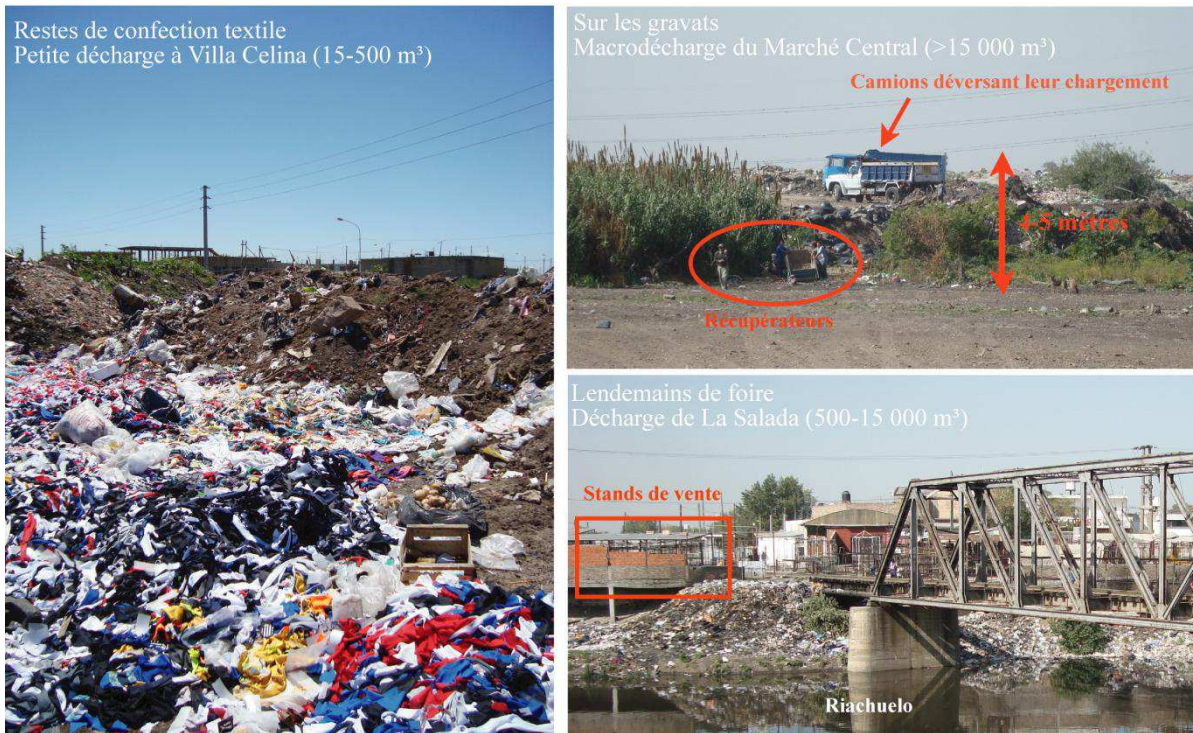 Restes de confection textile
Petite décharge à Villa Celina (15-500 m³)
Sur les gravats
Macrodécharge du Marché Central (>15 000 m³)
Camions déversant leur chargement
4-5 mètres
Récupérateurs
Lendemains de foire
Décharge de La Salada (500-15 000 m³)
Stands de vente
Riachuelo